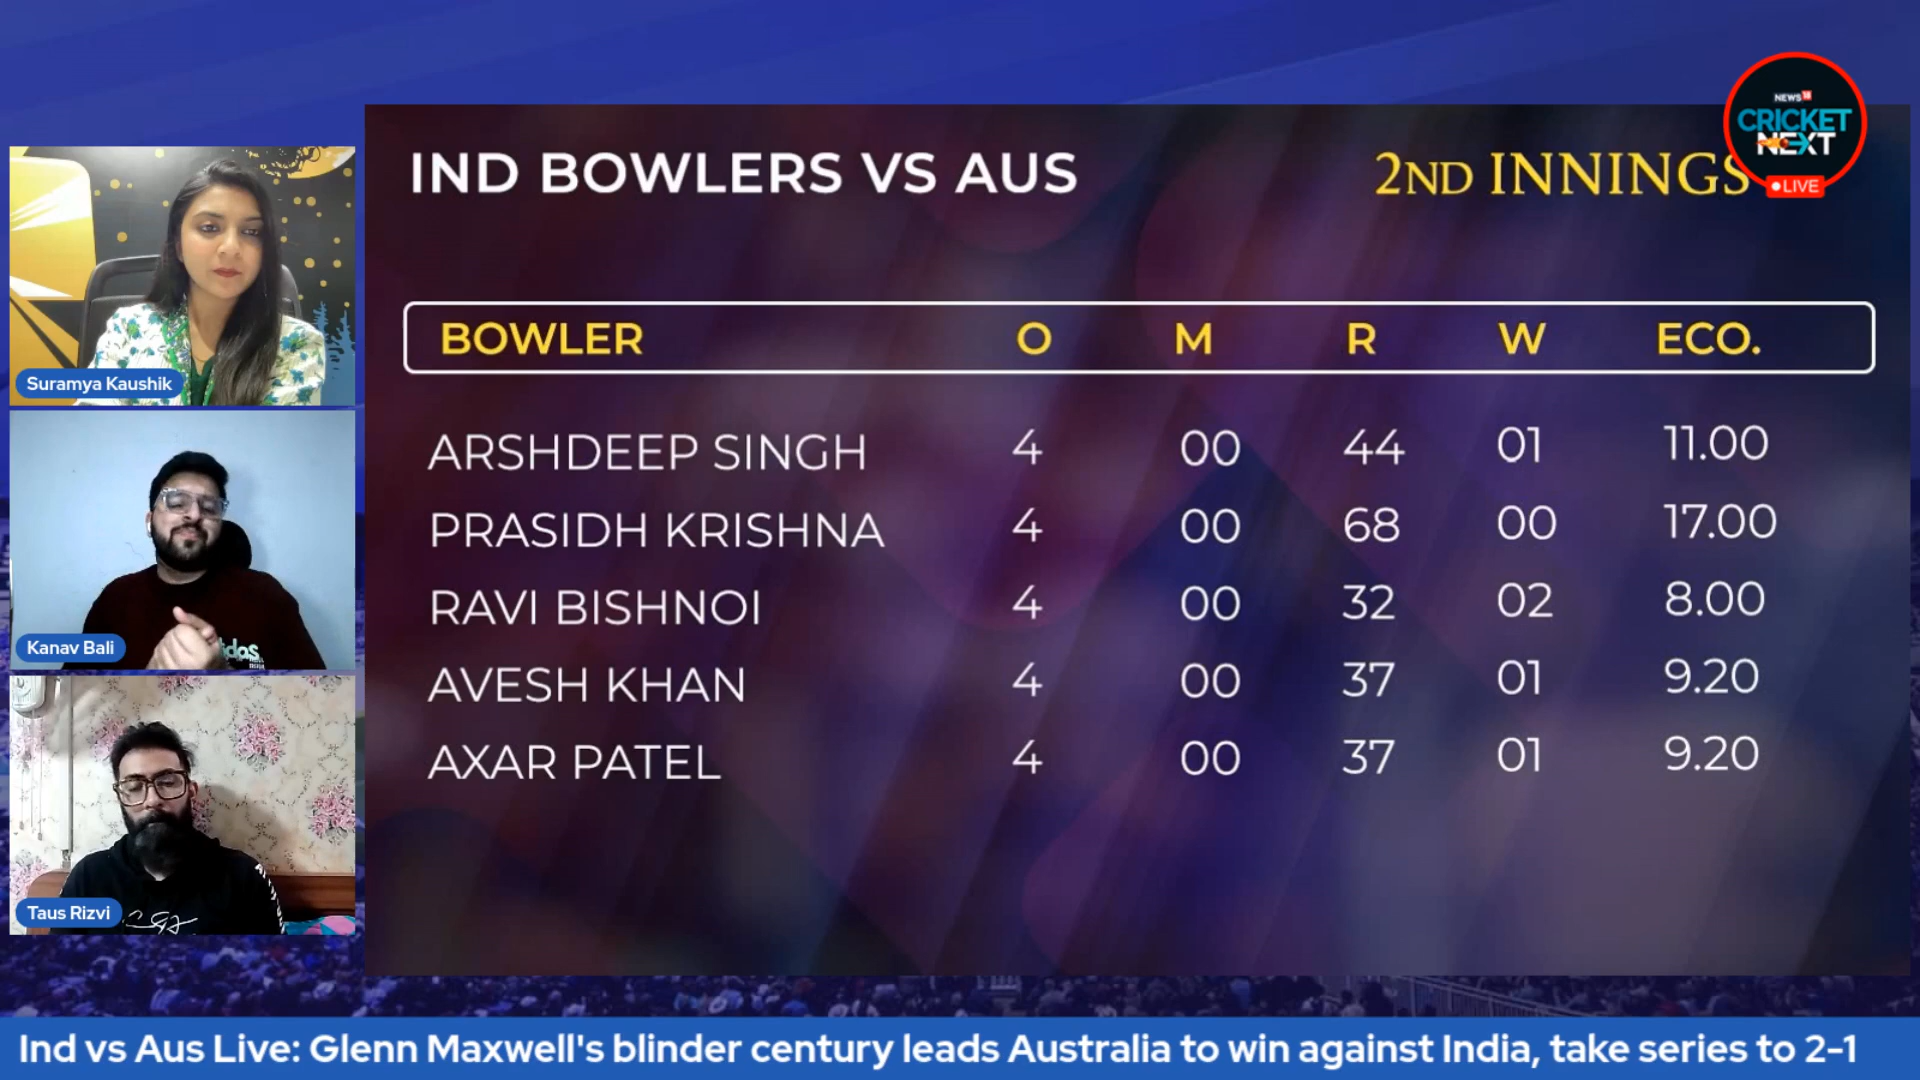 NEWS18
CRICKET
NEXT
LIVE
IND BOWLERS VS AUS
2ND INNINGS
BOWLER O M R W ECO.
ARSHDEEP SINGH 4 00 44 01 11.00
PRASIDH KRISHNA 4 00 68 00 17.00
RAVI BISHNOI 4 00 32 02 8.00
AVESH KHAN 4 00 37 01 9.20
AXAR PATEL 4 00 37 01 9.20
Suramya Kaushik
Kanav Bali
Taus Rizvi
Ind vs Aus Live: Glenn Maxwell's blinder century leads Australia to win against India, take series to 2-1